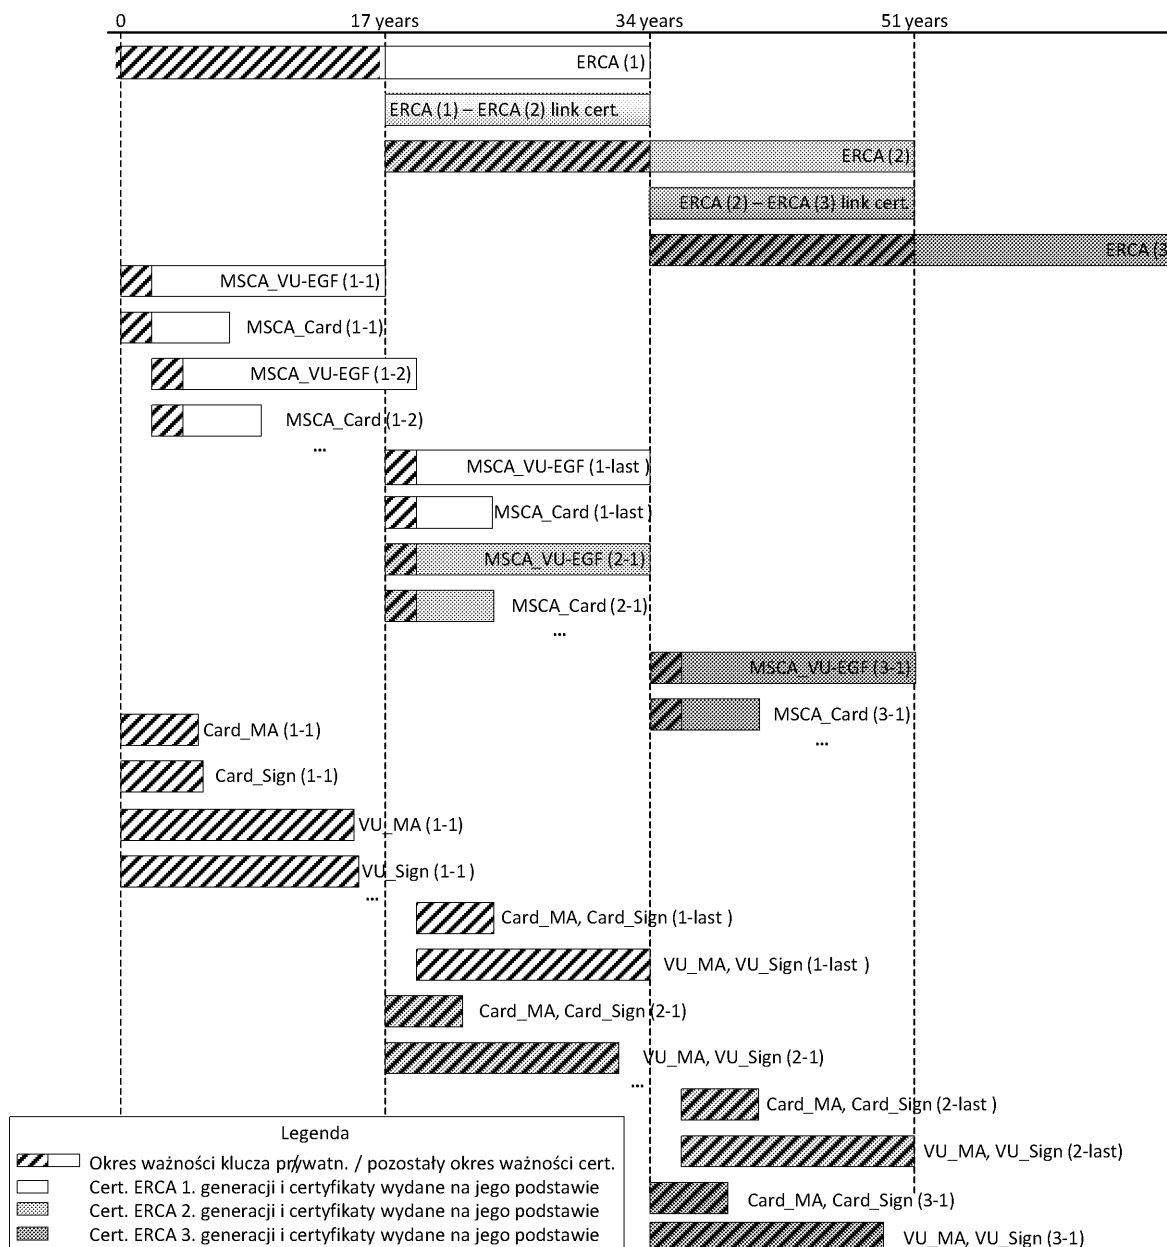 0 17 years 34 years 51 years
ERCA (1)
ERCA (1) – ERCA (2) link cert.
ERCA (2)
ERCA (2) – ERCA (3) link cert.
ERCA (3
MSCA_VU-EGF (1-1)
MSCA_Card (1-1)
MSCA_VU-EGF (1-2)
MSCA_Card (1-2)
...
MSCA_VU-EGF (1-last )
MSCA_Card (1-last )
MSCA_VU-EGF (2-1)
MSCA_Card (2-1)
...
MSCA_VU-EGF (3-1)
MSCA_Card (3-1)
...
Card_MA (1-1)
Card_Sign (1-1)
VU_MA (1-1)
VU_Sign (1-1 )
...
Card_MA, Card_Sign (1-last )
VU_MA, VU_Sign (1-last )
Card_MA, Card_Sign (2-1)
VU_MA, VU_Sign (2-1)
...
Card_MA, Card_Sign (2-last )
VU_MA, VU_Sign (2-last)
Card_MA, Card_Sign (3-1)
VU_MA, VU_Sign (3-1)
Legenda
Okres ważności klucza prywatn. / pozostały okres ważności cert.
Cert. ERCA 1. generacji i certyfikaty wydane na jego podstawie
Cert. ERCA 2. generacji i certyfikaty wydane na jego podstawie
Cert. ERCA 3. generacji i certyfikaty wydane na jego podstawie